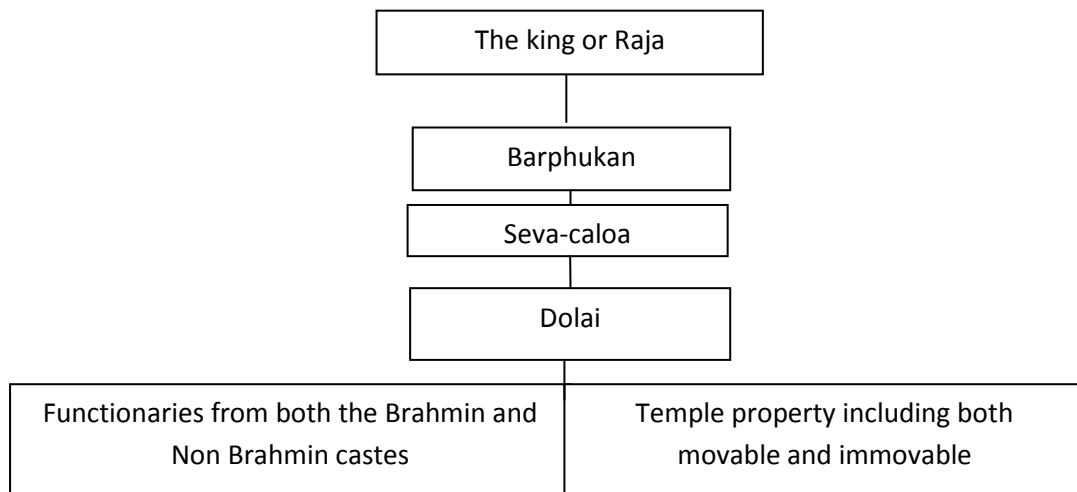 The king or Raja
Barphukan
Seva-caloa
Dolai
Functionaries from both the Brahmin and
Non Brahmin castes
Temple property including both
movable and immovable